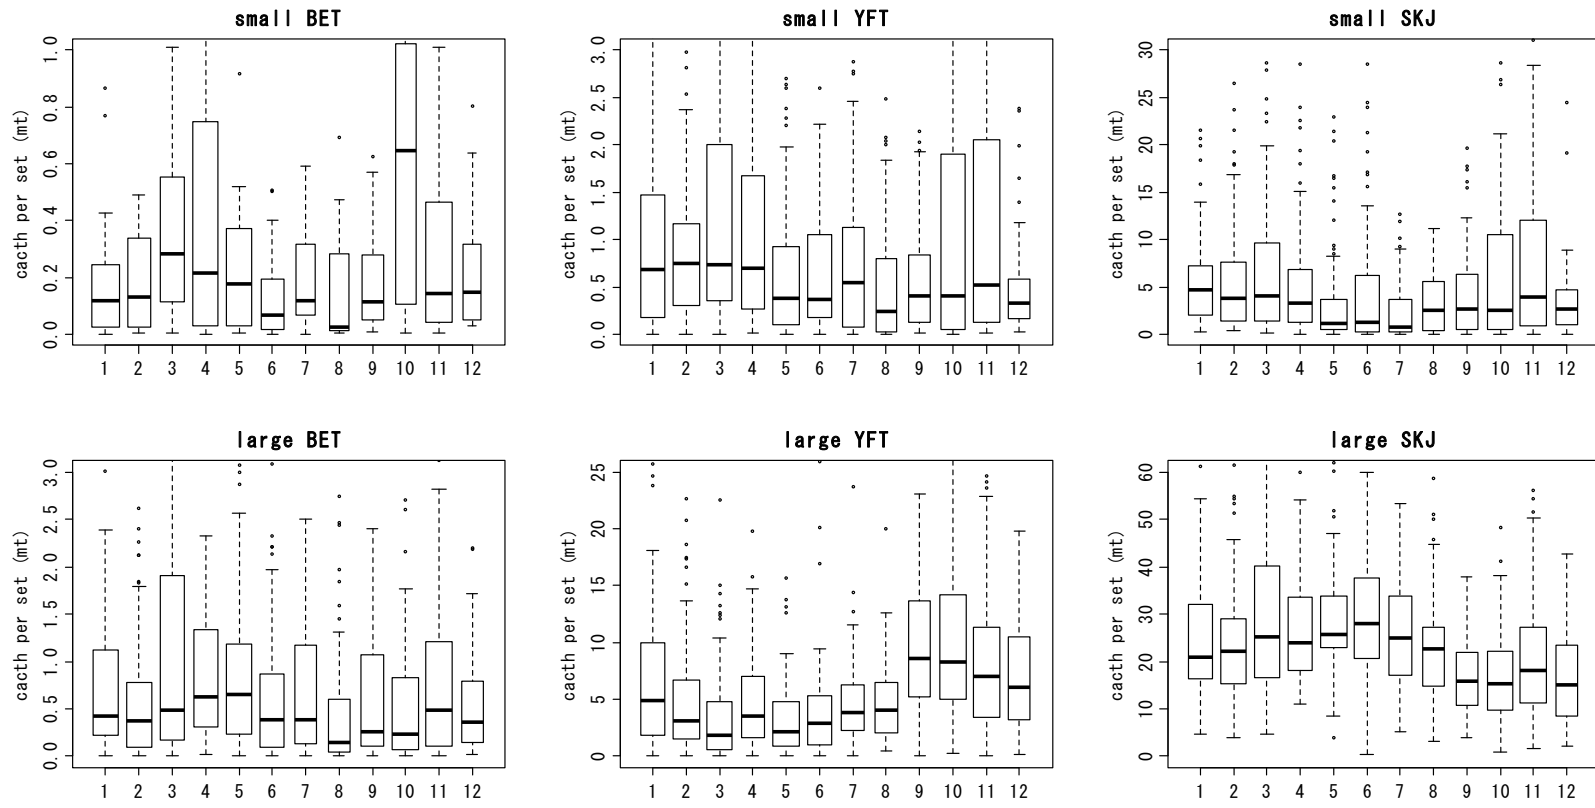 small BET
small YFT
small SKJ
cacth per set (mt)
0.0 0.2 0.4 0.6 0.8 1.0
1 2 3 4 5 6 7 8 9 10 11 12
cacth per set (mt)
0.0 0.5 1.0 1.5 2.0 2.5 3.0
1 2 3 4 5 6 7 8 9 10 11 12
cacth per set (mt)
0 5 10 15 20 25 30
1 2 3 4 5 6 7 8 9 10 11 12
large BET
large YFT
large SKJ
cacth per set (mt)
0.0 0.5 1.0 1.5 2.0 2.5 3.0
1 2 3 4 5 6 7 8 9 10 11 12
cacth per set (mt)
0 5 10 15 20 25
1 2 3 4 5 6 7 8 9 10 11 12
cacth per set (mt)
0 10 20 30 40 50 60
1 2 3 4 5 6 7 8 9 10 11 12